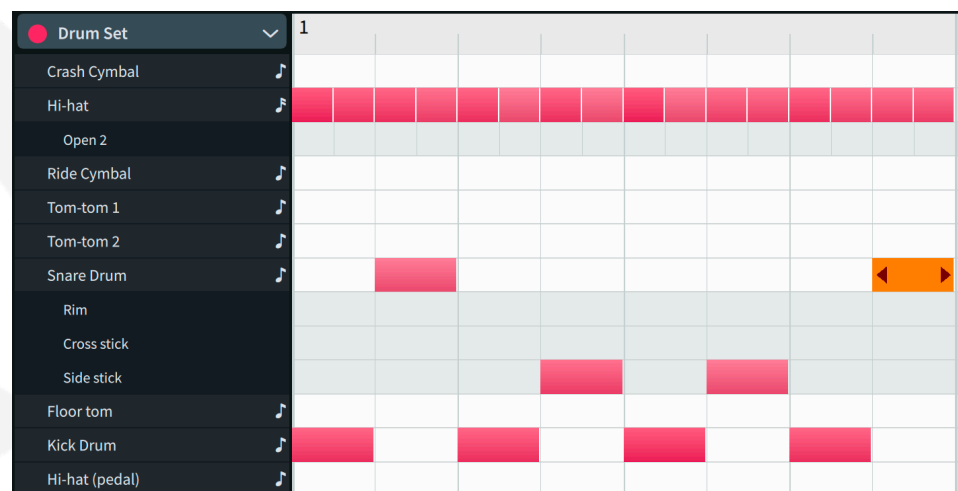 Drum Set
1
Crash Cymbal
Hi-hat
Open 2
Ride Cymbal
Tom-tom 1
Tom-tom 2
Snare Drum
Rim
Cross stick
Side stick
Floor tom
Kick Drum
Hi-hat (pedal)